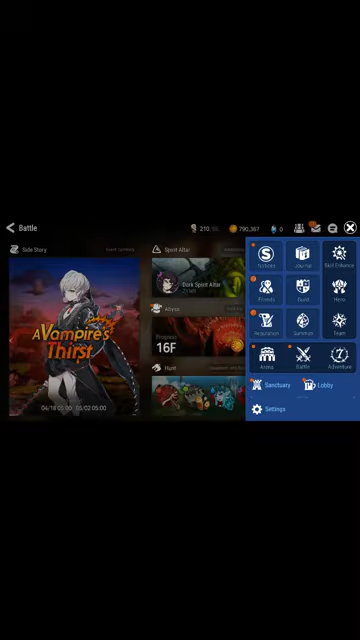 Battle
210
790,367
0
Side Story
Spirit Altar
Dark Spirit Altar
Abyss
Progress
16F
Hunt
A Vampire's
Thirst
04/18 05:00 05/02 05:00
Journal
Skill Enhance
Friends
Guild
Hero
Reputation
Summon
Team
Arena
Battle
Adventure
Sanctuary
Lobby
Settings